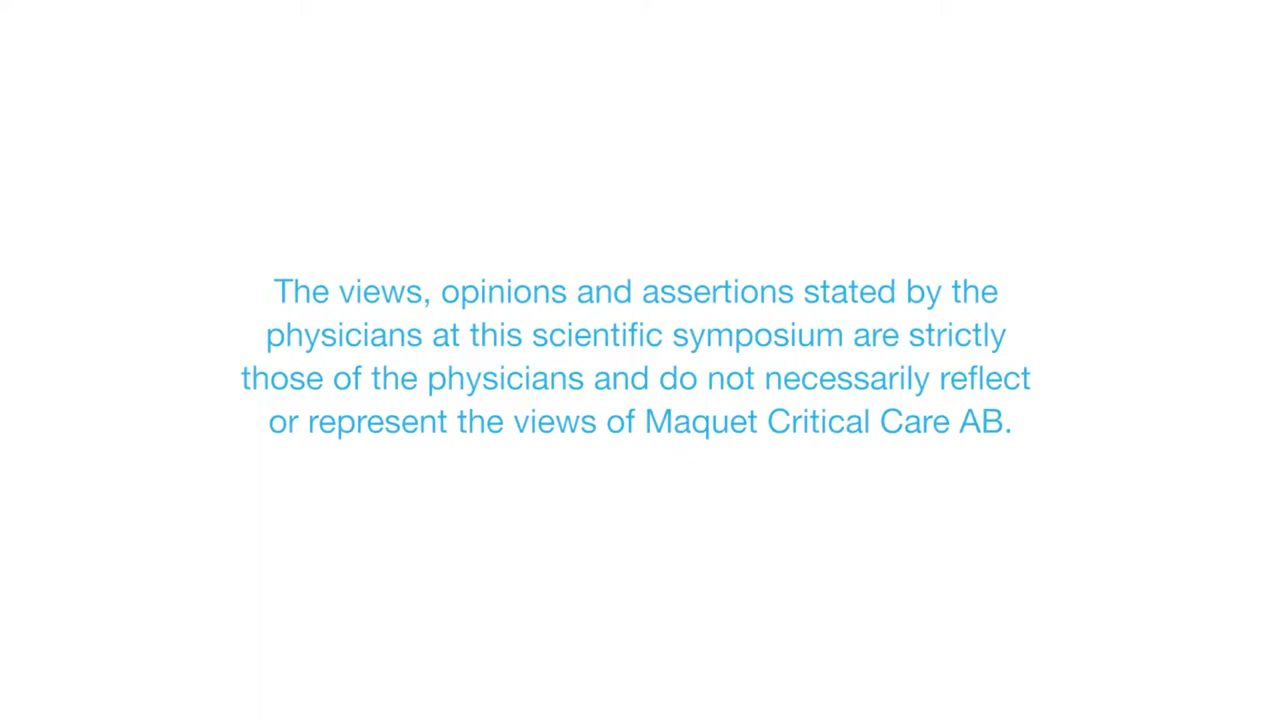 The views, opinions and assertions stated by the
physicians at this scientific symposium are strictly
those of the physicians and do not necessarily reflect
or represent the views of Maquet Critical Care AB.